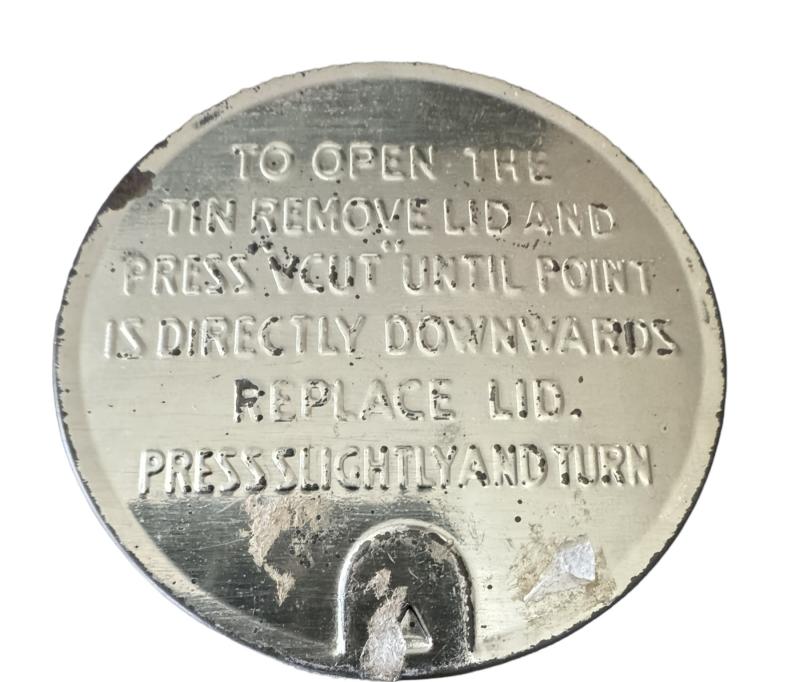 TO OPEN THE
TIN REMOVE LID AND
PRESS "VCUT" UNTIL POINT
IS DIRECTLY DOWNWARDS
REPLACE LID.
PRESS SLIGHTLY AND TURN